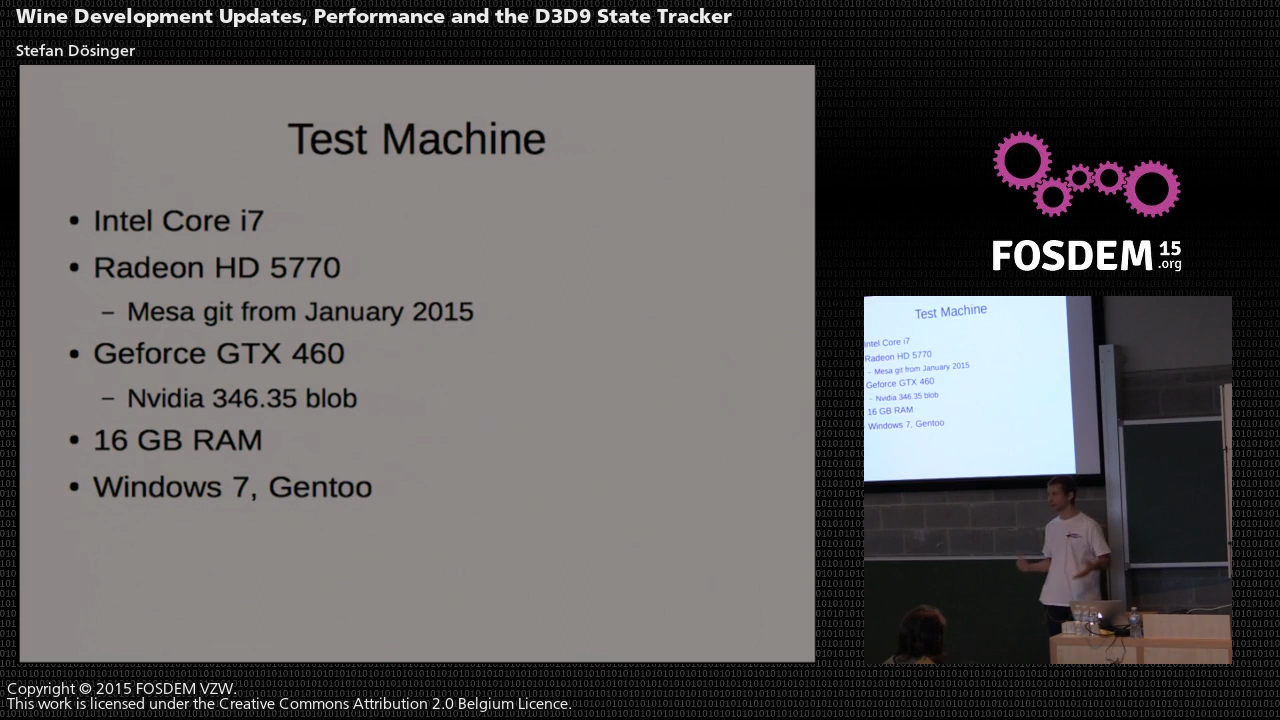 Wine Development Updates, Performance and the D3D9 State Tracker
Stefan Dösinger
Test Machine
• Intel Core i7
• Radeon HD 5770
– Mesa git from January 2015
• Geforce GTX 460
– Nvidia 346.35 blob
• 16 GB RAM
• Windows 7, Gentoo
FOSDEM 15
.org
Test Machine
Intel Core i7
Radeon HD 5770
– Mesa git from January 2015
Geforce GTX 460
– Nvidia 346.35 blob
16 GB RAM
Windows 7, Gentoo
Copyright © 2015 FOSDEM VZW.
This work is licensed under the Creative Commons Attribution 2.0 Belgium Licence.